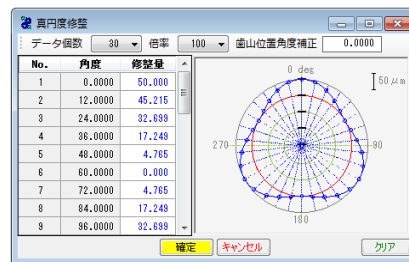 真円度修整
データ個数 30 倍率 100 歯山位置角度補正 0.0000
No. 角度 修整量
1 0.0000 50.000
2 12.0000 45.215
3 24.0000 32.699
4 36.0000 17.249
5 48.0000 4.765
6 60.0000 0.000
7 72.0000 4.765
8 84.0000 17.249
9 96.0000 32.699
0 deg
50μm
270
90
180
確定 キャンセル クリア